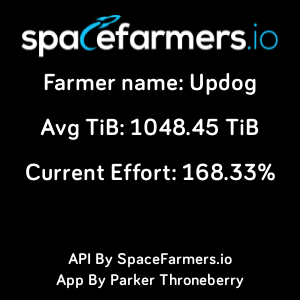 spacefarmers.io
Farmer name: Updog
Avg TiB: 1048.45 TiB
Current Effort: 168.33%
API By SpaceFarmers.io
App By Parker Throneberry